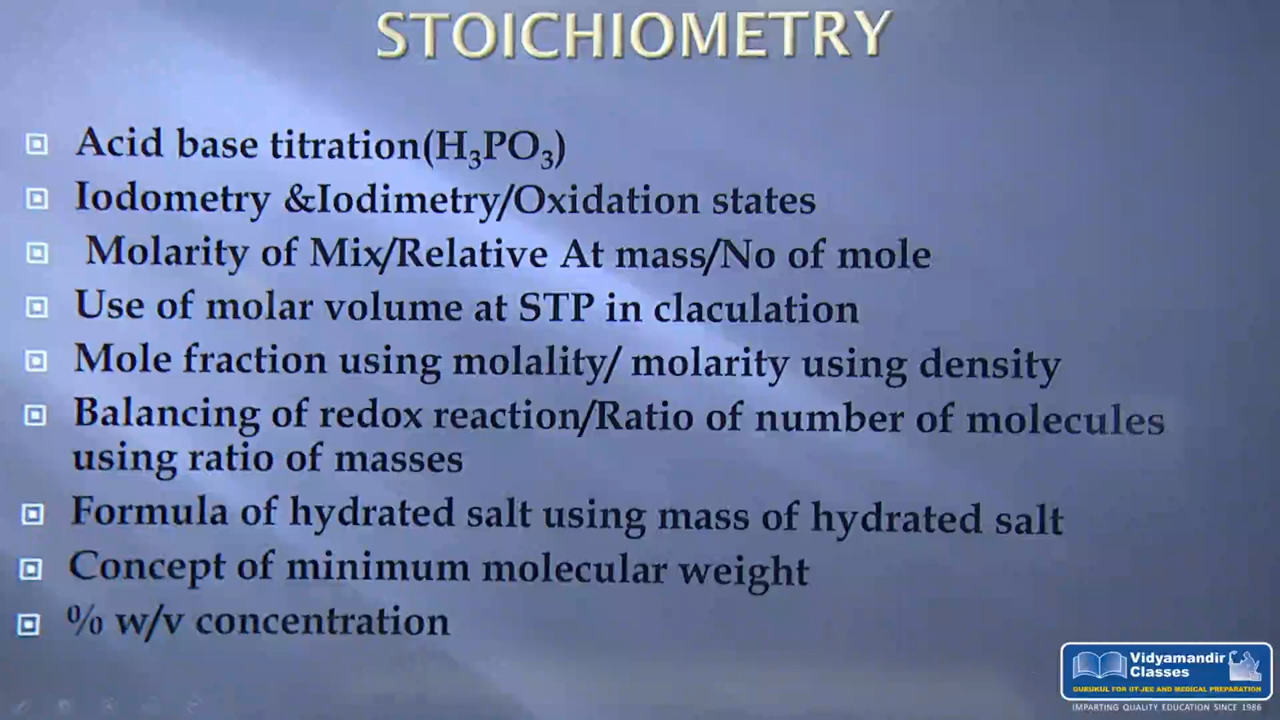 STOICHIOMETRY
Acid base titration(H₃PO₃)
Iodometry &Iodimetry/Oxidation states
Molarity of Mix/Relative At mass/No of mole
Use of molar volume at STP in claculation
Mole fraction using molality/ molarity using density
Balancing of redox reaction/Ratio of number of molecules
using ratio of masses
Formula of hydrated salt using mass of hydrated salt
Concept of minimum molecular weight
% w/v concentration
Vidyamandir
Classes
GURUKUL FOR IIT-JEE AND MEDICAL PREPARATION
IMPARTING QUALITY EDUCATION SINCE 1986